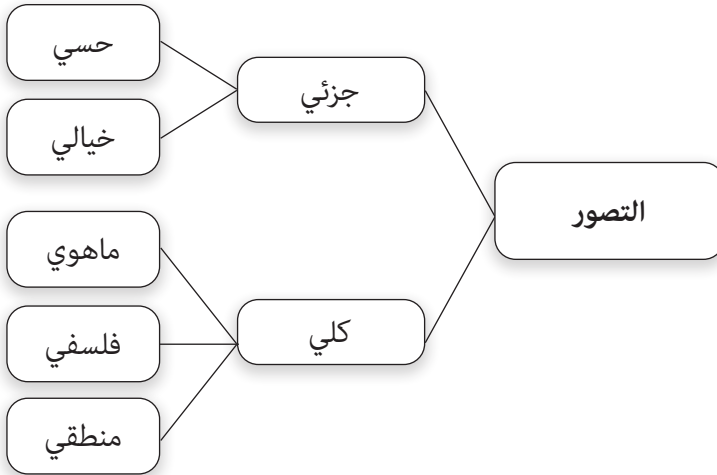 التصور
جزئي
حسي
خيالي
كلي
ماهوي
فلسفي
منطقي